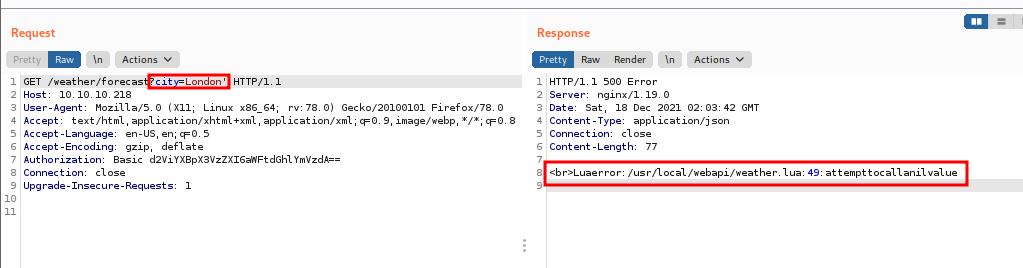 Request
Pretty Raw \n Actions
1 GET /weather/forecast?city=London' HTTP/1.1
2 Host: 10.10.10.218
3 User-Agent: Mozilla/5.0 (X11; Linux x86_64; rv:78.0) Gecko/20100101 Firefox/78.0
4 Accept: text/html,application/xhtml+xml,application/xml;q=0.9,image/webp,*/*;q=0.8
5 Accept-Language: en-US,en;q=0.5
6 Accept-Encoding: gzip, deflate
7 Authorization: Basic d2ViYXBpX3VzZXI6aWFtdGhlYmVzdA==
8 Connection: close
9 Upgrade-Insecure-Requests: 1
10
11
Response
Pretty Raw Render \n Actions
1 HTTP/1.1 500 Error
2 Server: nginx/1.19.0
3 Date: Sat, 18 Dec 2021 02:03:42 GMT
4 Content-Type: application/json
5 Connection: close
6 Content-Length: 77
7
8 <br>Luaerror:/usr/local/webapi/weather.lua:49:attempttocallanilvalue
9